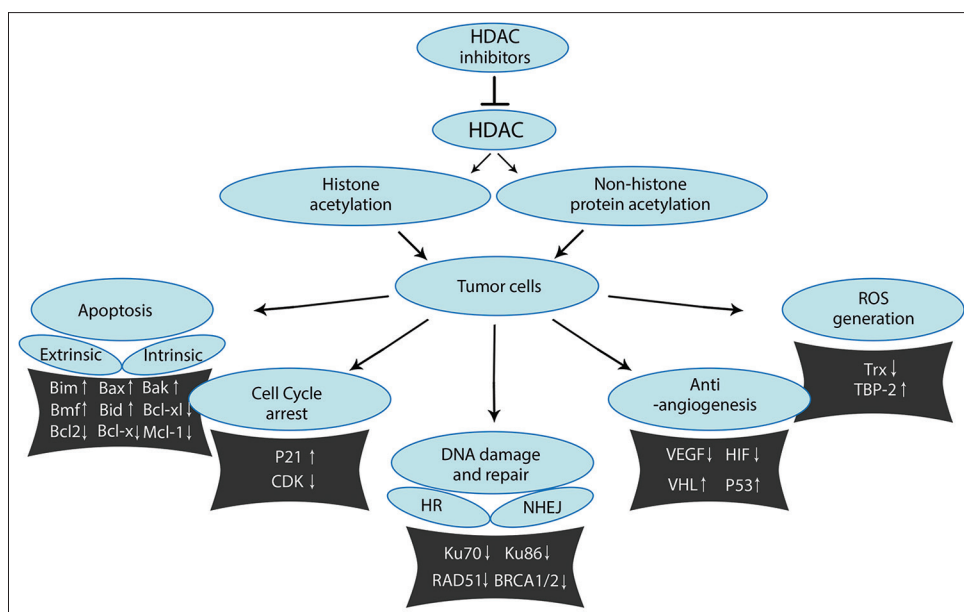 HDAC
inhibitors
HDAC
Histone
acetylation
Non-histone
protein acetylation
Tumor cells
Apoptosis
Extrinsic
Intrinsic
Bim↑ Bax↑ Bak↑
Bmf↑ Bid↑ Bcl-xl↓
Bcl2↓ Bcl-x↓ Mcl-1↓
Cell Cycle
arrest
P21 ↑
CDK ↓
DNA damage
and repair
HR
NHEJ
Ku70↓ Ku86↓
RAD51↓ BRCA1/2↓
Anti
-angiogenesis
VEGF↓ HIF↓
VHL↑ P53↑
ROS
generation
Trx↓
TBP-2↑